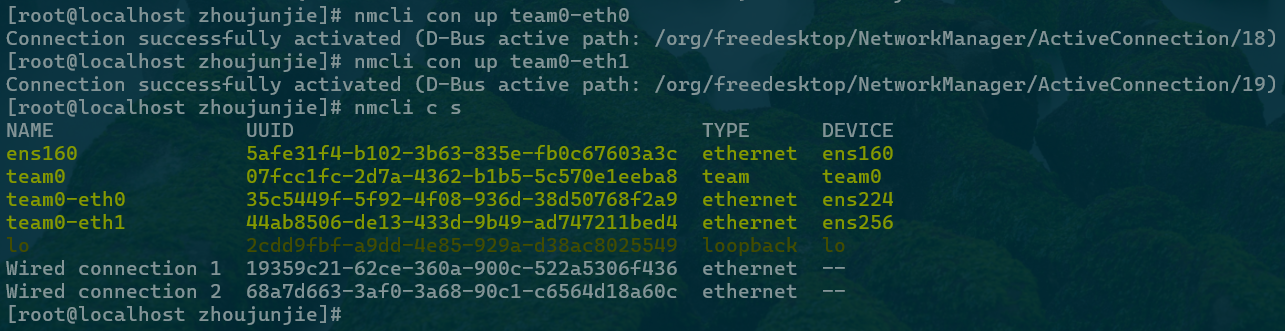 [root@localhost zhoujunjie]# nmcli con up team0-eth0
Connection successfully activated (D-Bus active path: /org/freedesktop/NetworkManager/ActiveConnection/18)
[root@localhost zhoujunjie]# nmcli con up team0-eth1
Connection successfully activated (D-Bus active path: /org/freedesktop/NetworkManager/ActiveConnection/19)
[root@localhost zhoujunjie]# nmcli c s
NAME                UUID                                  TYPE      DEVICE
ens160              5afe31f4-b102-3b63-835e-fb0c67603a3c  ethernet  ens160
team0               07fcc1fc-2d7a-4362-b1b5-5c570e1eeba8  team      team0
team0-eth0          35c5449f-5f92-4f08-936d-38d50768f2a9  ethernet  ens224
team0-eth1          44ab8506-de13-433d-9b49-ad747211bed4  ethernet  ens256
lo                  2cdd9fbf-a9dd-4e85-929a-d38ac8025549  loopback  lo
Wired connection 1  19359c21-62ce-360a-900c-522a5306f436  ethernet  --
Wired connection 2  68a7d663-3af0-3a68-90c1-c6564d18a60c  ethernet  --
[root@localhost zhoujunjie]#